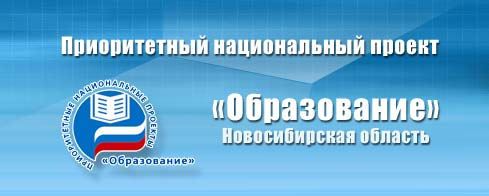 Приоритетный национальный проект
«Образование»
Новосибирская область
ПРИОРИТЕТНЫЕ НАЦИОНАЛЬНЫЕ ПРОЕКТЫ
«Образование»